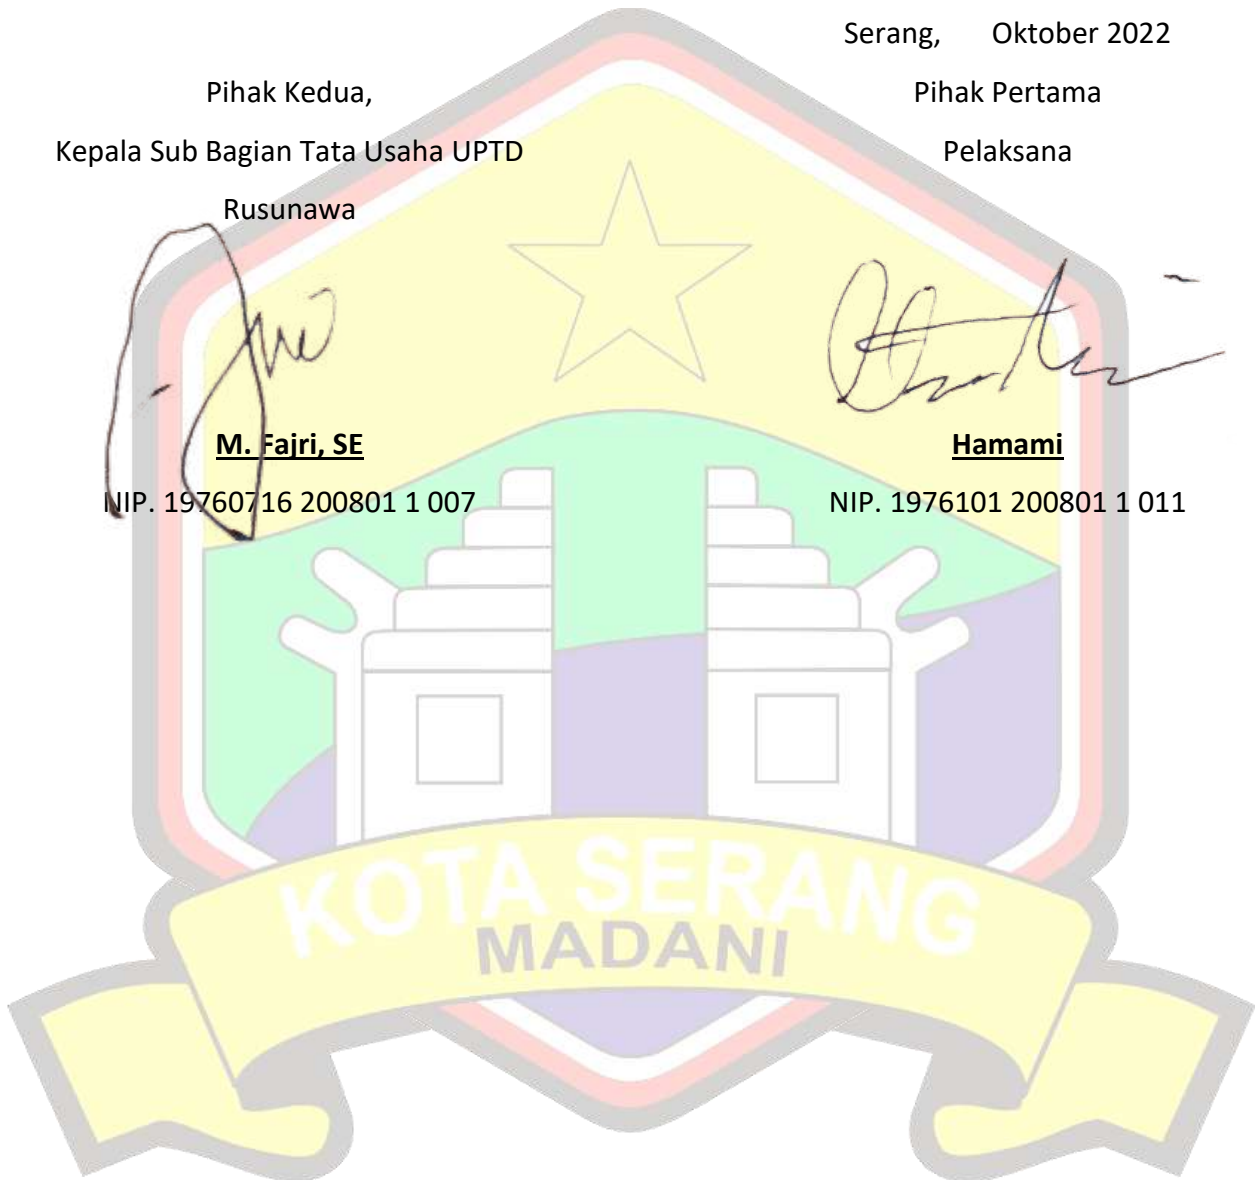 Serang, Oktober 2022
Pihak Kedua,
Kepala Sub Bagian Tata Usaha UPTD
Rusunawa
M. Fajri, SE
NIP. 19760716 200801 1 007
Pihak Pertama
Pelaksana
Hamami
NIP. 1976101 200801 1 011
KOTA SERANG
MADANI